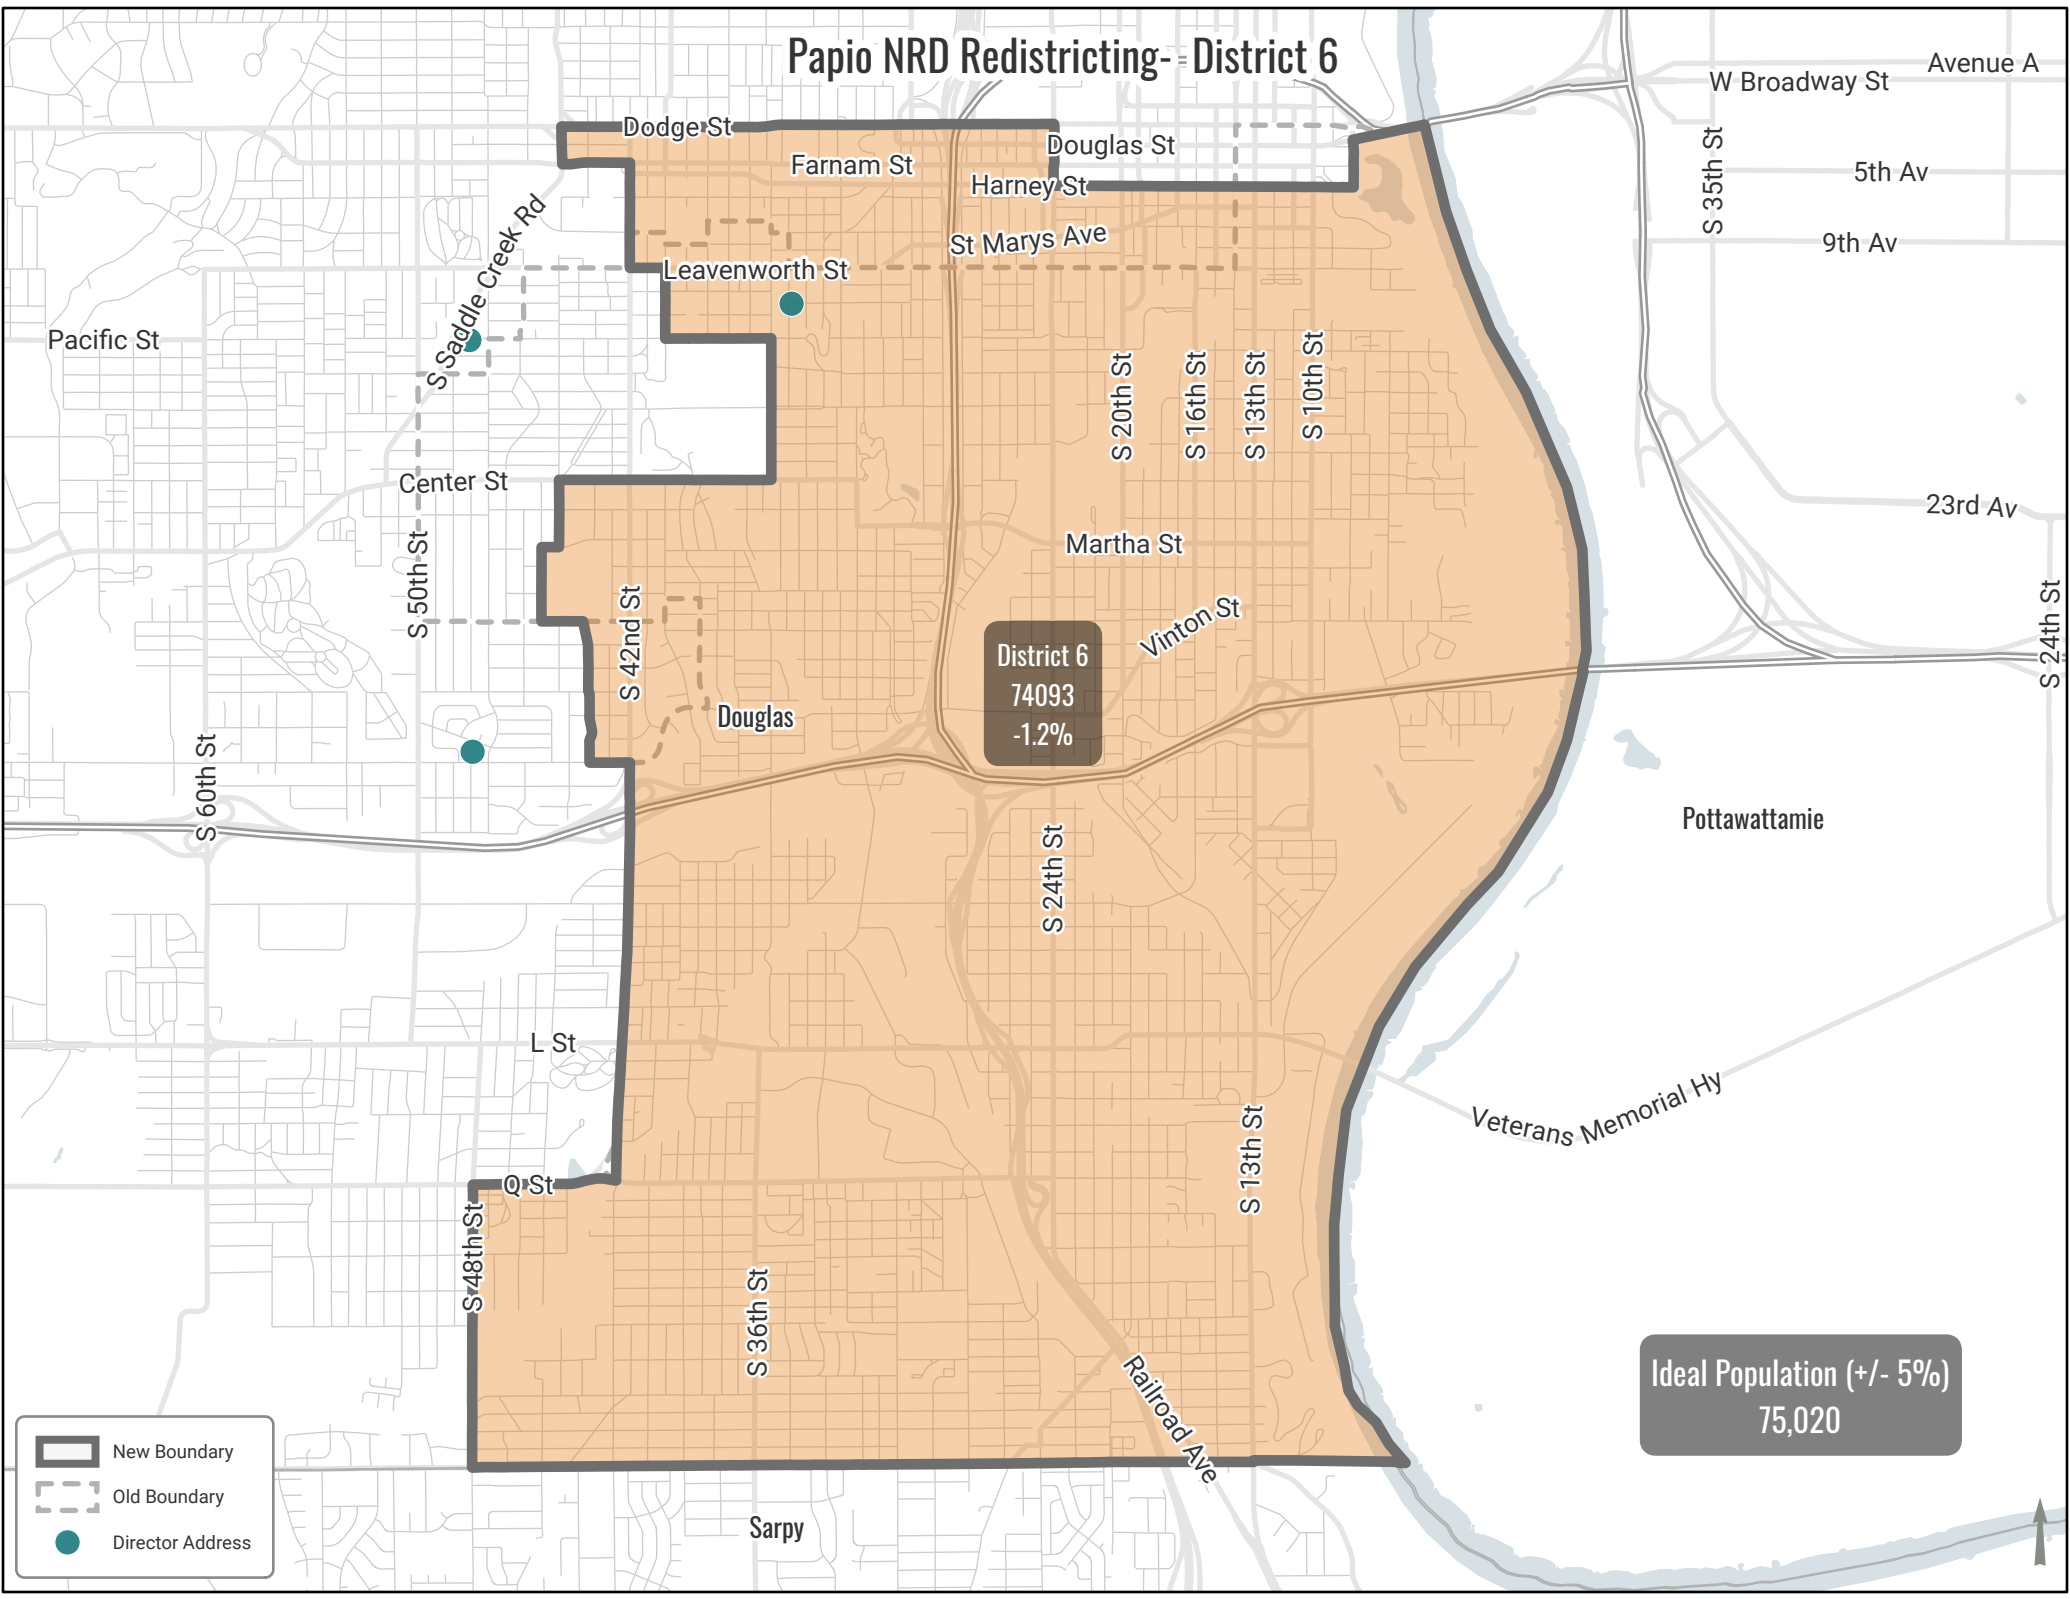 Papio NRD Redistricting- District 6
Avenue A
W Broadway St
Dodge St
Douglas St
Farnam St
Harney St
5th Av
S 35th St
St Marys Ave
9th Av
Leavenworth St
S Saddle Creek Rd
Pacific St
S 20th St
S 16th St
S 13th St
S 10th St
Center St
23rd Av
Martha St
S 50th St
S 42nd St
Vinton St
S 24th St
District 6
74093
-1.2%
Douglas
S 60th St
Pottawattamie
S 24th St
L St
Veterans Memorial Hy
S 13th St
Q St
S 48th St
S 36th St
Railroad Ave
Ideal Population (+/- 5%)
75,020
New Boundary
Old Boundary
Director Address
Sarpy